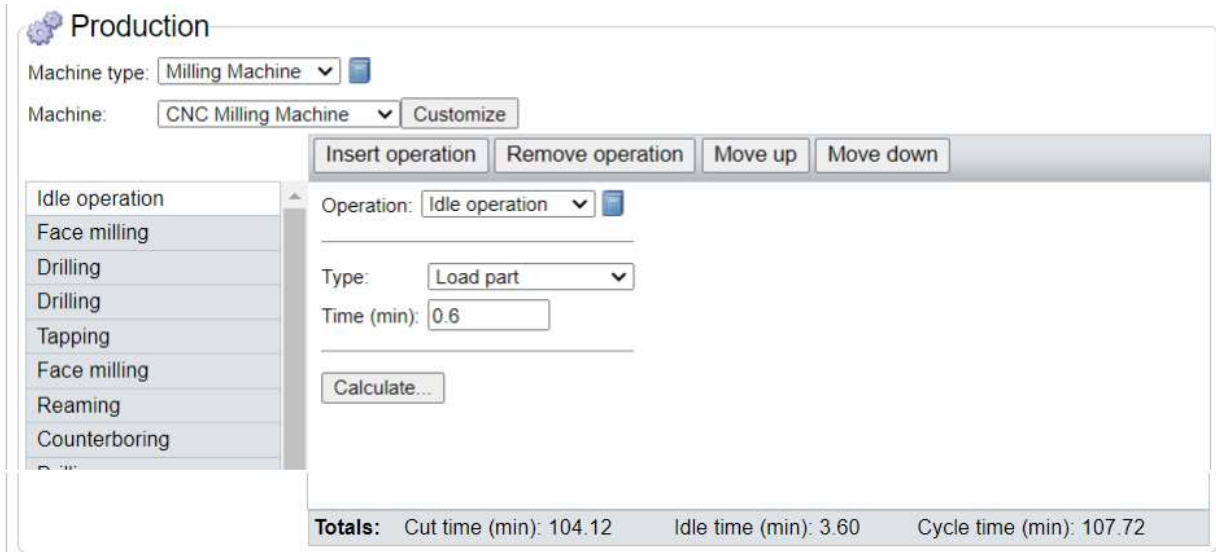 Production
Machine type: Milling Machine
Machine: CNC Milling Machine Customize
Insert operation Remove operation Move up Move down
Idle operation
Face milling
Drilling
Drilling
Tapping
Face milling
Reaming
Counterboring
Operation: Idle operation
Type: Load part
Time (min): 0.6
Calculate...
Totals: Cut time (min): 104.12 Idle time (min): 3.60 Cycle time (min): 107.72